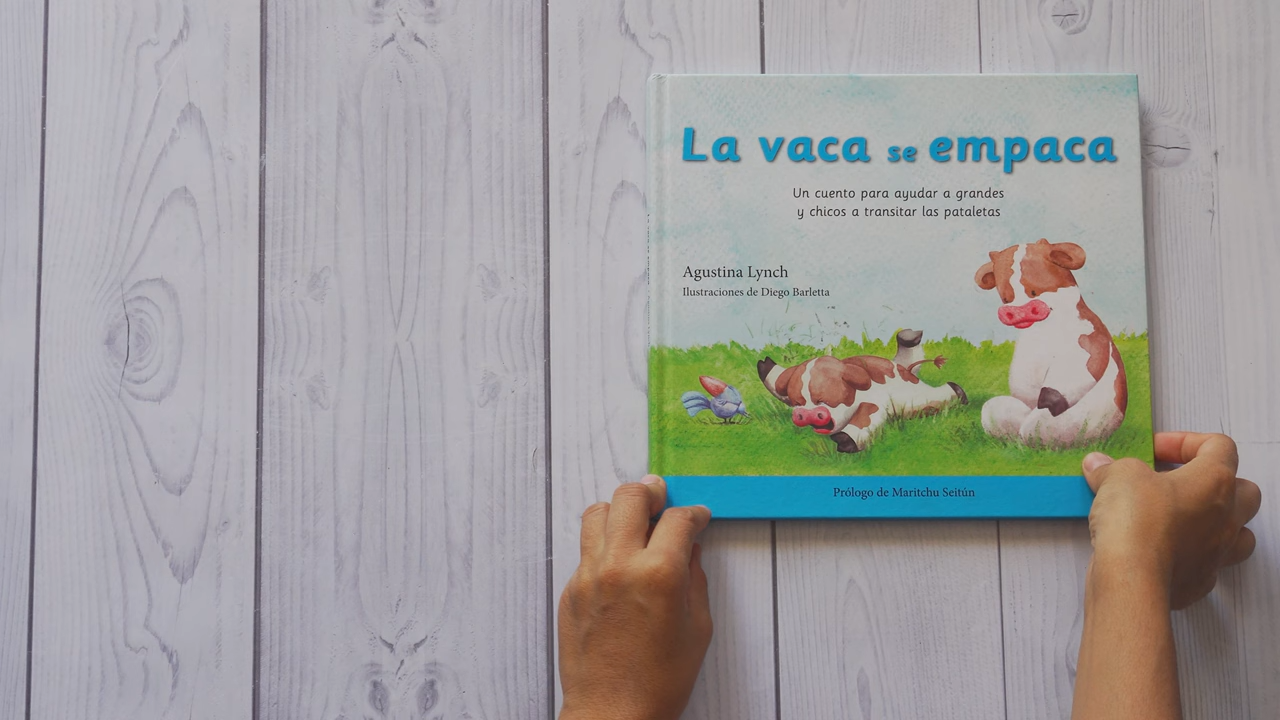 La vaca se empaca
Un cuento para ayudar a grandes
y chicos a transitar las pataletas
Agustina Lynch
Ilustraciones de Diego Barletta
Prólogo de Maritchu Seitún